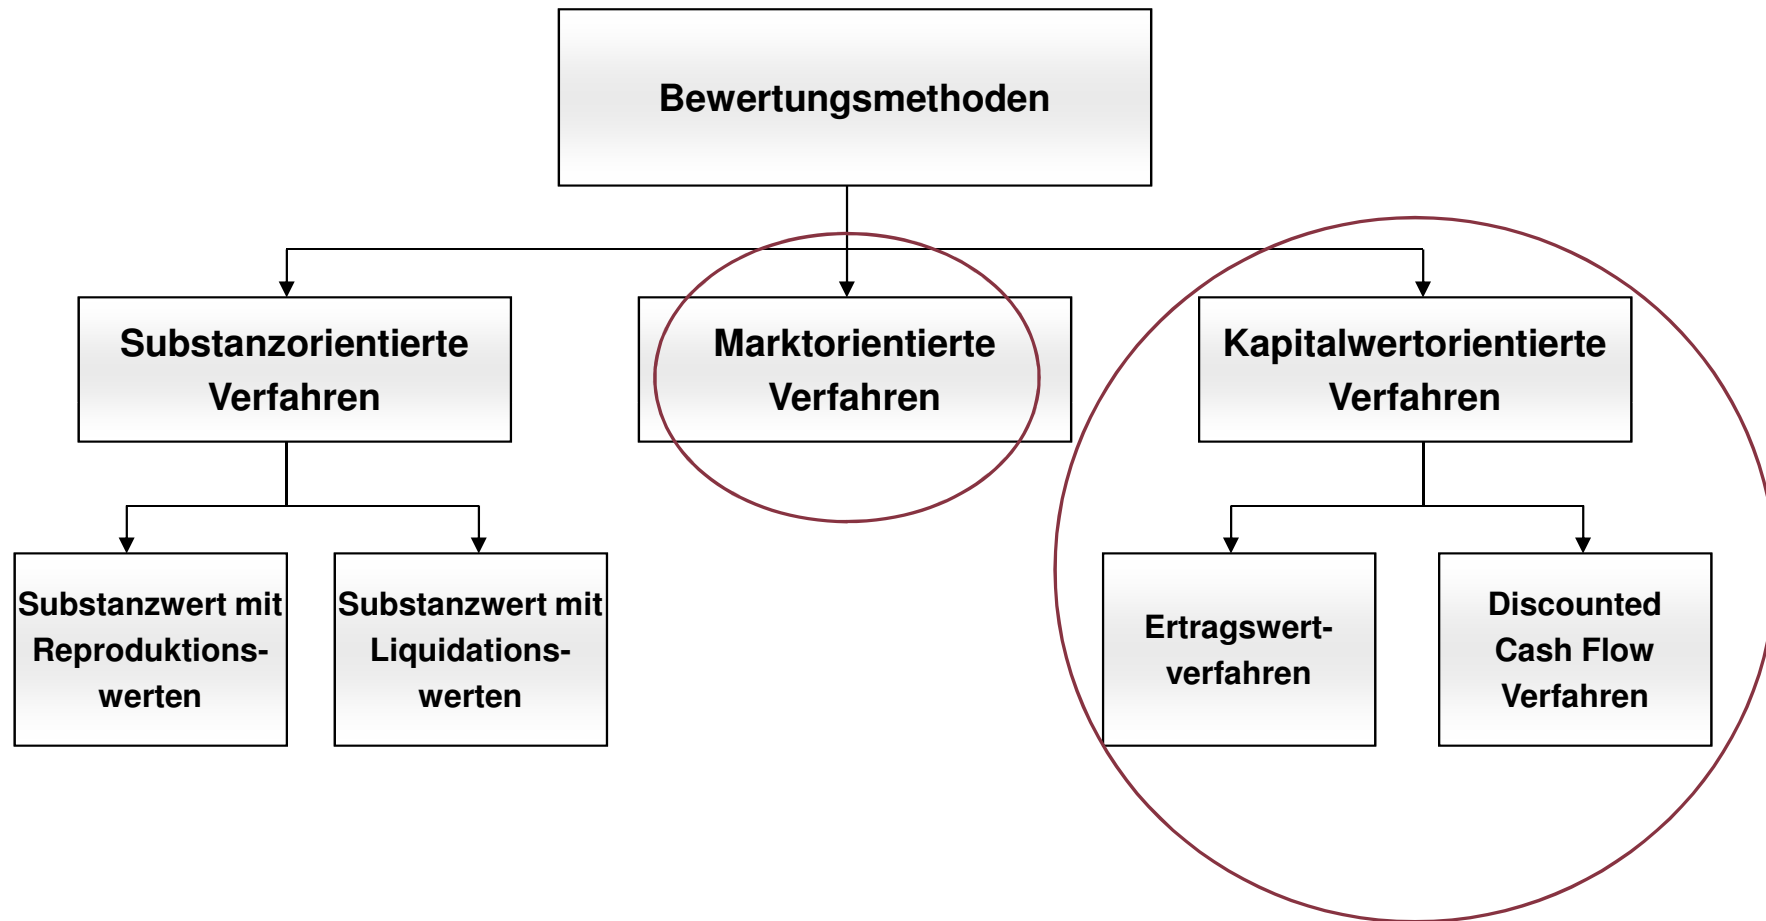 Bewertungsmethoden
Substanzorientierte
Verfahren
Marktorientierte
Verfahren
Kapitalwertorientierte
Verfahren
Substanzwert mit
Reproduktions-
werten
Substanzwert mit
Liquidations-
werten
Ertragswert-
verfahren
Discounted
Cash Flow
Verfahren